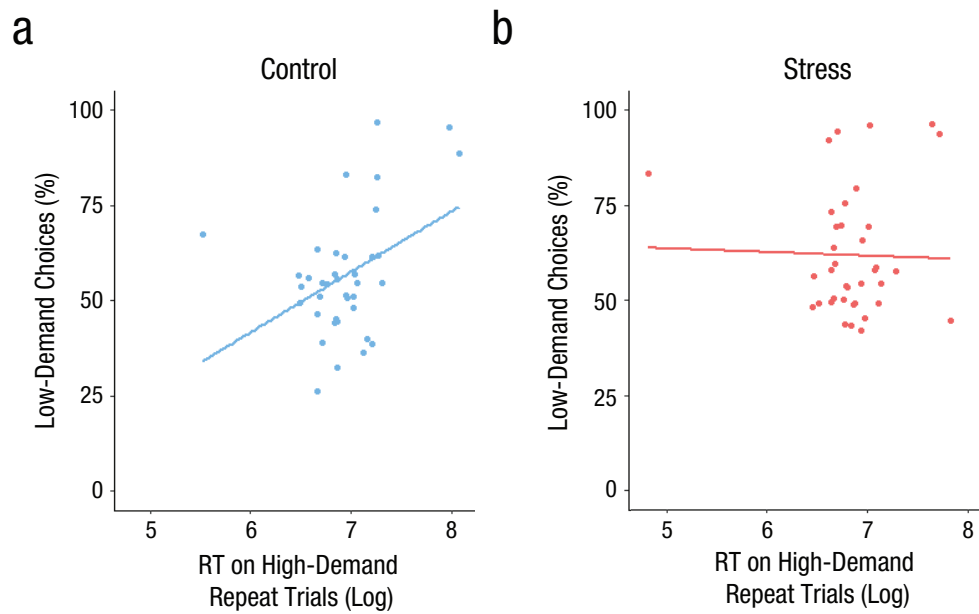 a
Control
Low-Demand Choices (%)
100
75
50
25
0
5 6 7 8
RT on High-Demand
Repeat Trials (Log)
b
Stress
Low-Demand Choices (%)
100
75
50
25
0
5 6 7 8
RT on High-Demand
Repeat Trials (Log)